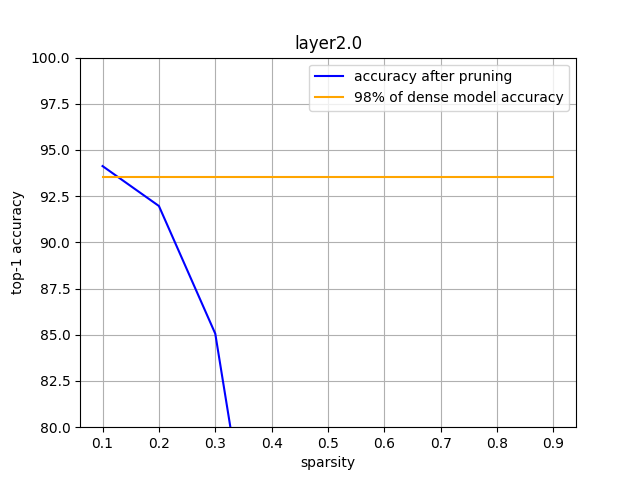 layer2.0
100.0
97.5
95.0
92.5
90.0
87.5
85.0
82.5
80.0
top-1 accuracy
accuracy after pruning
98% of dense model accuracy
0.1 0.2 0.3 0.4 0.5 0.6 0.7 0.8 0.9
sparsity